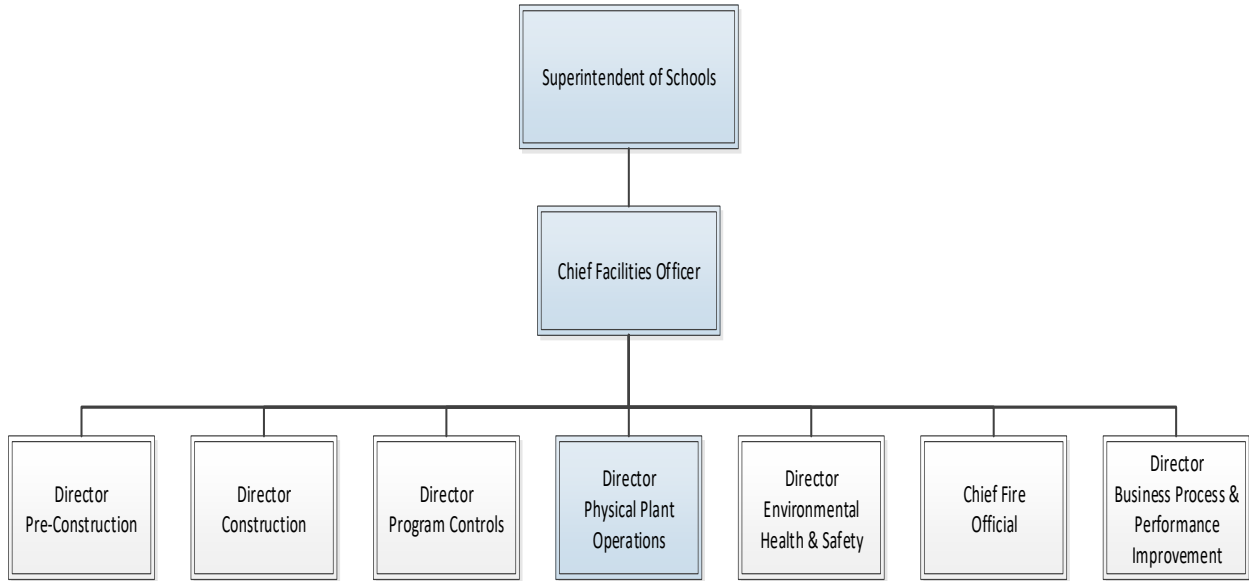 Superintendent of Schools
Chief Facilities Officer
Director
Pre-Construction
Director
Construction
Director
Program Controls
Director
Physical Plant
Operations
Director
Environmental
Health & Safety
Chief Fire
Official
Director
Business Process &
Performance
Improvement